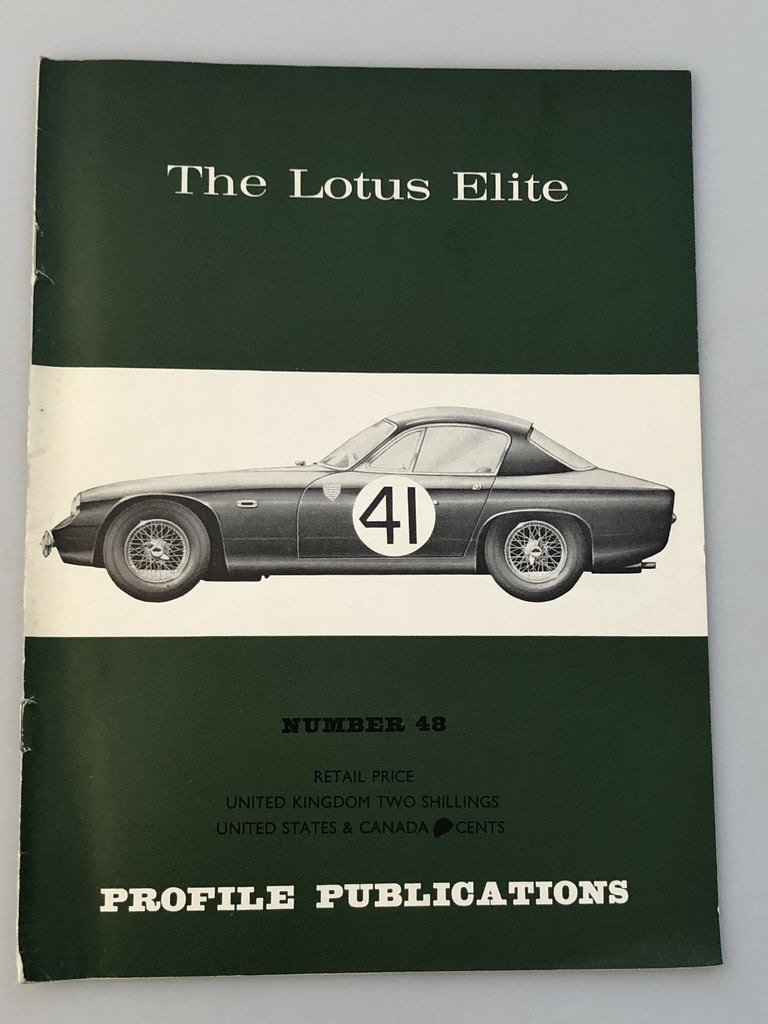 The Lotus Elite
41
NUMBER 48
RETAIL PRICE
UNITED KINGDOM TWO SHILLINGS
UNITED STATES & CANADA CENTS
PROFILE PUBLICATIONS